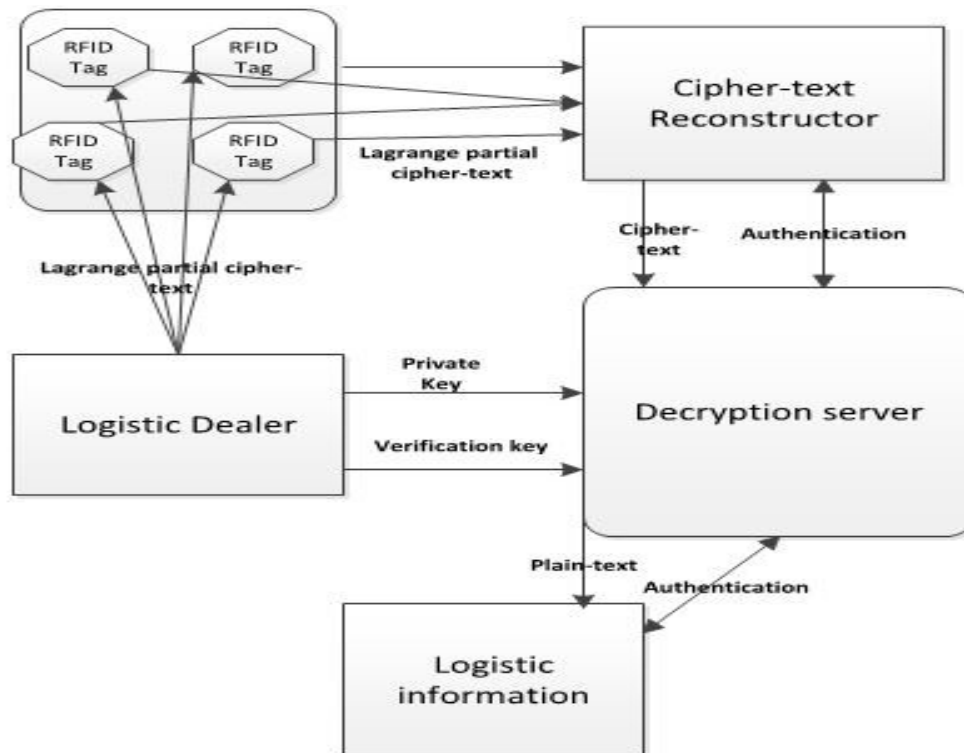 RFID
Tag
RFID
Tag
RFID
Tag
RFID
Tag
Cipher-text
Reconstructor
Lagrange partial
cipher-text
Cipher-
text
Authentication
Lagrange partial cipher-
text
Logistic Dealer
Private
Key
Verification key
Decryption server
Plain-text
Authentication
Logistic
information